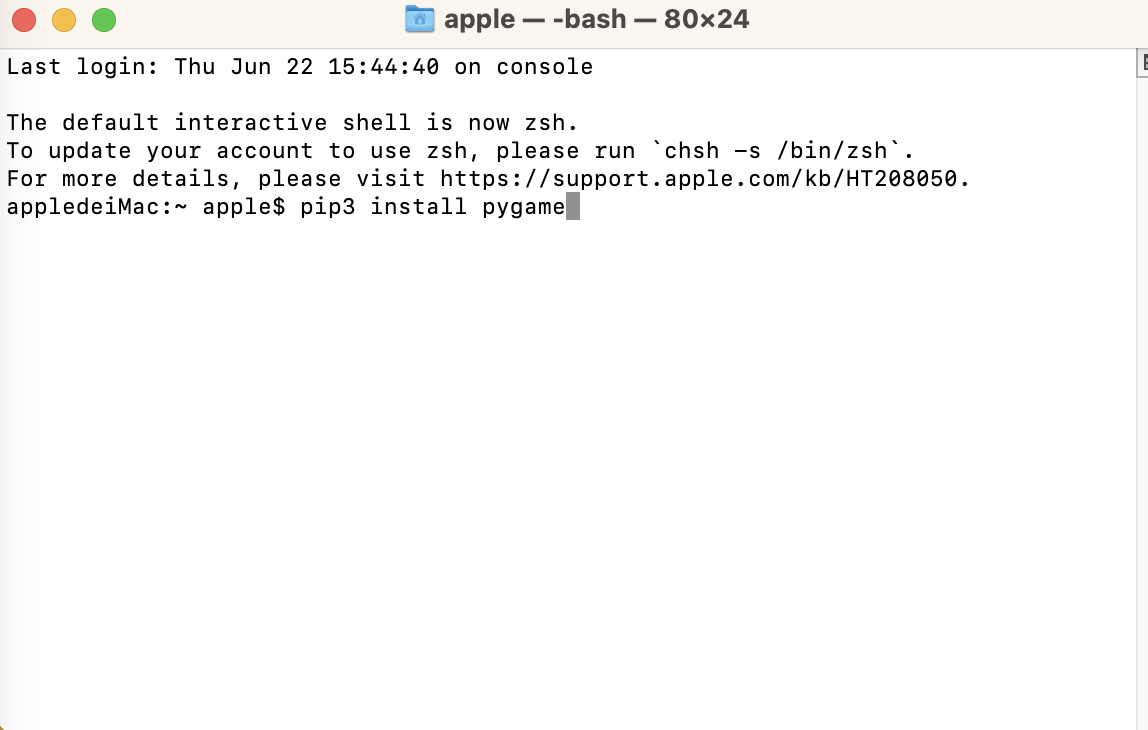 apple — -bash — 80×24
Last login: Thu Jun 22 15:44:40 on console
The default interactive shell is now zsh.
To update your account to use zsh, please run `chsh -s /bin/zsh`.
For more details, please visit https://support.apple.com/kb/HT208050.
appledeiMac:~ apple$ pip3 install pygame